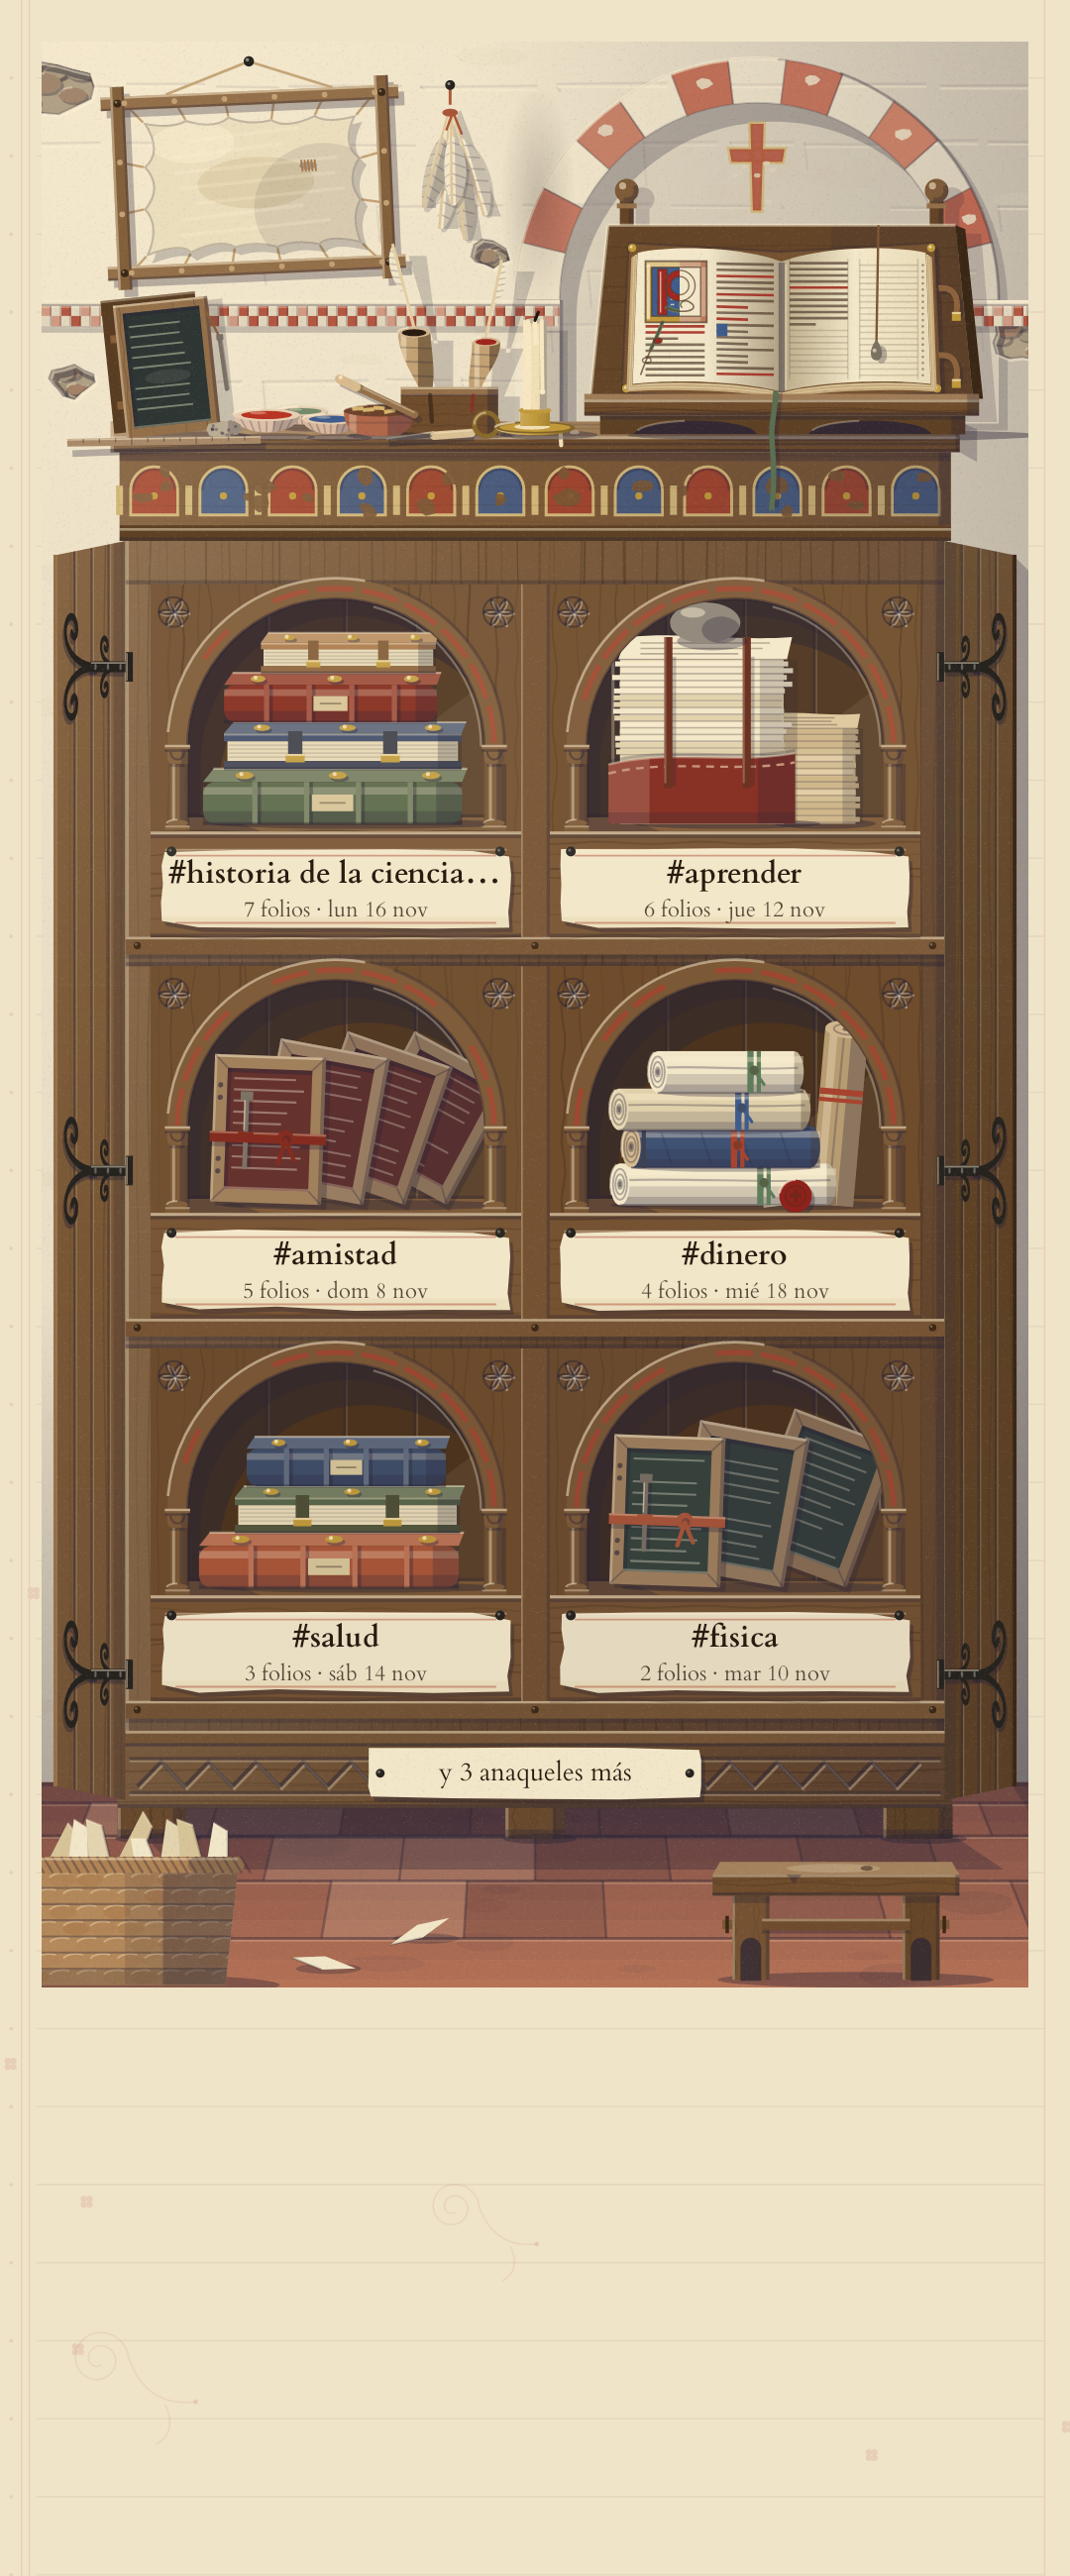 #historia de la ciencia…
7 folios · lun 16 nov
#aprender
6 folios · jue 12 nov
#amistad
5 folios · dom 8 nov
#dinero
4 folios · mié 18 nov
#salud
3 folios · sáb 14 nov
#fisica
2 folios · mar 10 nov
y 3 anaqueles más